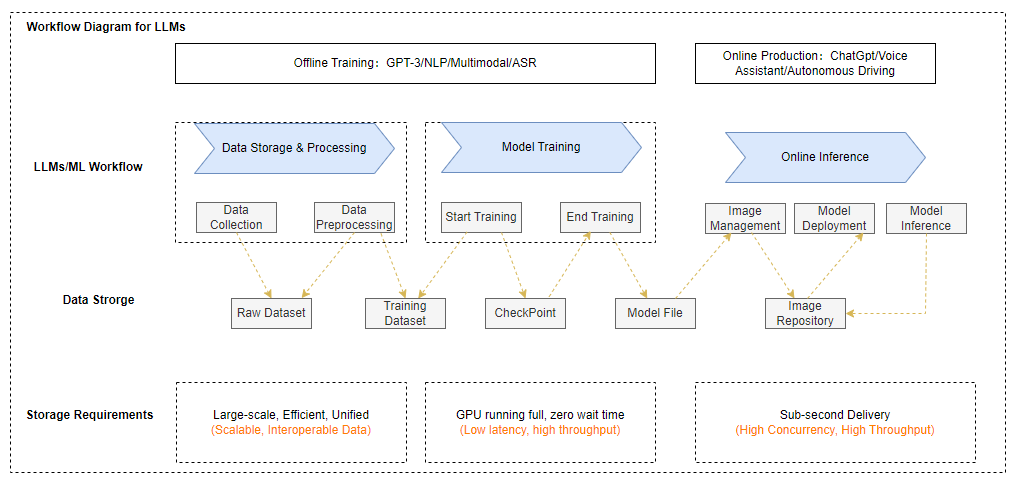 Workflow Diagram for LLMs
Offline Training：GPT-3/NLP/Multimodal/ASR
Online Production：ChatGpt/Voice
Assistant/Autonomous Driving
LLMs/ML Workflow
Data Storage & Processing
Model Training
Online Inference
Data
Collection
Data
Preprocessing
Start Training
End Training
Image
Management
Model
Deployment
Model
Inference
Data Strorge
Raw Dataset
Training
Dataset
CheckPoint
Model File
Image
Repository
Storage Requirements
Large-scale, Efficient, Unified
(Scalable, Interoperable Data)
GPU running full, zero wait time
(Low latency, high throughput)
Sub-second Delivery
(High Concurrency, High Throughput)